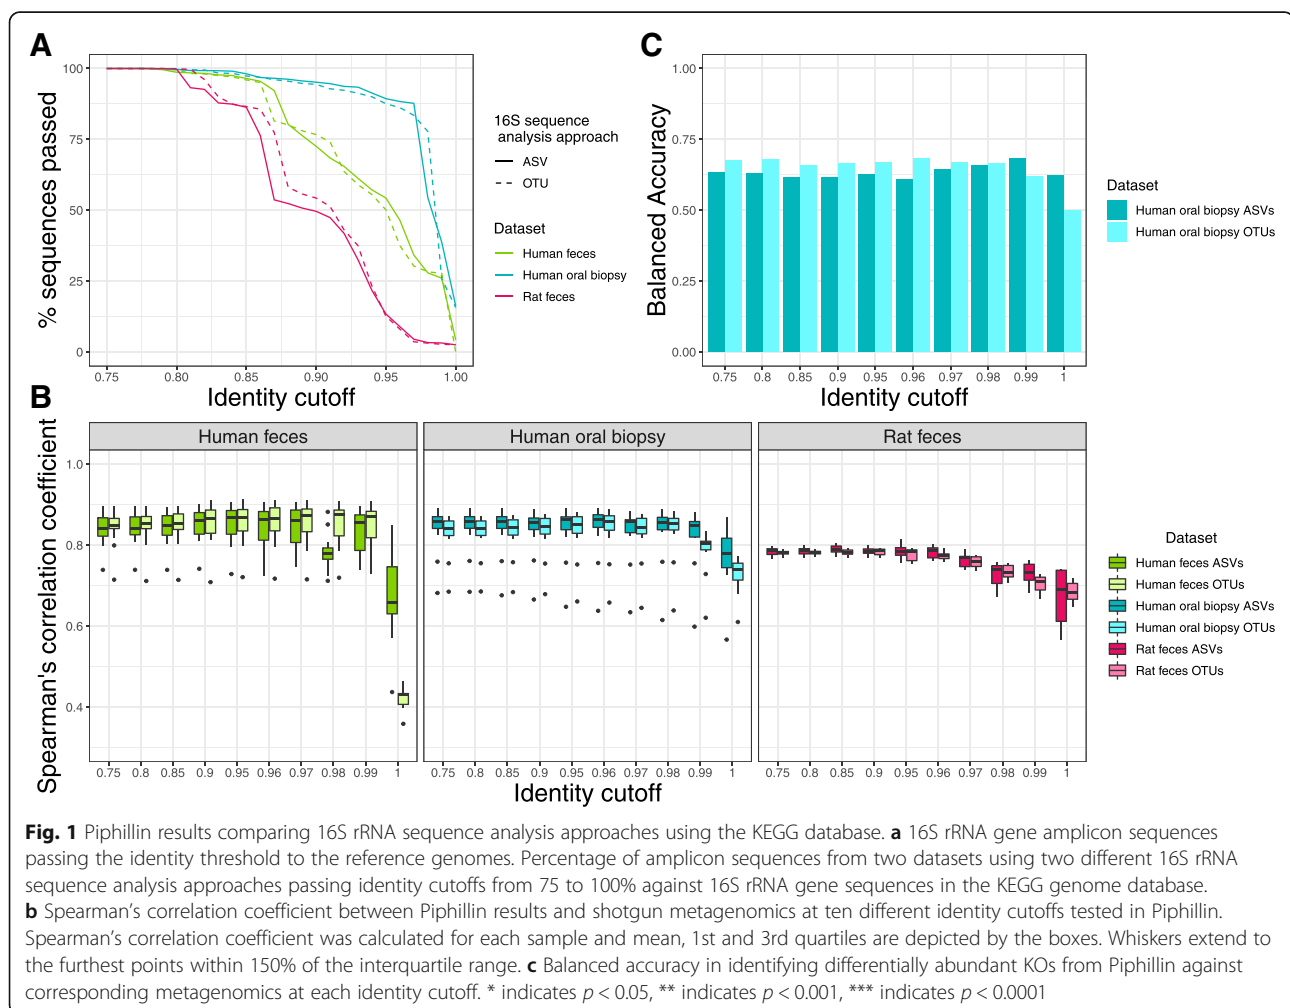 A
% sequences passed
100
75
50
25
0
0.75 0.80 0.85 0.90 0.95 1.00
Identity cutoff
16S sequence
analysis approach
ASV
OTU
Dataset
Human feces
Human oral biopsy
Rat feces
C
Balanced Accuracy
1.00
0.75
0.50
0.25
0.00
0.75 0.8 0.85 0.9 0.95 0.96 0.97 0.98 0.99 1
Identity cutoff
Dataset
Human oral biopsy ASVs
Human oral biopsy OTUs
B
Spearman's correlation coefficient
Human feces
Human oral biopsy
Rat feces
1.0
0.8
0.6
0.4
0.75 0.8 0.85 0.9 0.95 0.96 0.97 0.98 0.99 1
0.75 0.8 0.85 0.9 0.95 0.96 0.97 0.98 0.99 1
0.75 0.8 0.85 0.9 0.95 0.96 0.97 0.98 0.99 1
Identity cutoff
Dataset
Human feces ASVs
Human feces OTUs
Human oral biopsy ASVs
Human oral biopsy OTUs
Rat feces ASVs
Rat feces OTUs
Fig. 1 Piphillin results comparing 16S rRNA sequence analysis approaches using the KEGG database. a 16S rRNA gene amplicon sequences
passing the identity threshold to the reference genomes. Percentage of amplicon sequences from two datasets using two different 16S rRNA
sequence analysis approaches passing identity cutoffs from 75 to 100% against 16S rRNA gene sequences in the KEGG genome database.
b Spearman's correlation coefficient between Piphillin results and shotgun metagenomics at ten different identity cutoffs tested in Piphillin.
Spearman's correlation coefficient was calculated for each sample and mean, 1st and 3rd quartiles are depicted by the boxes. Whiskers extend to
the furthest points within 150% of the interquartile range. c Balanced accuracy in identifying differentially abundant KOs from Piphillin against
corresponding metagenomics at each identity cutoff. * indicates p < 0.05, ** indicates p < 0.001, *** indicates p < 0.0001